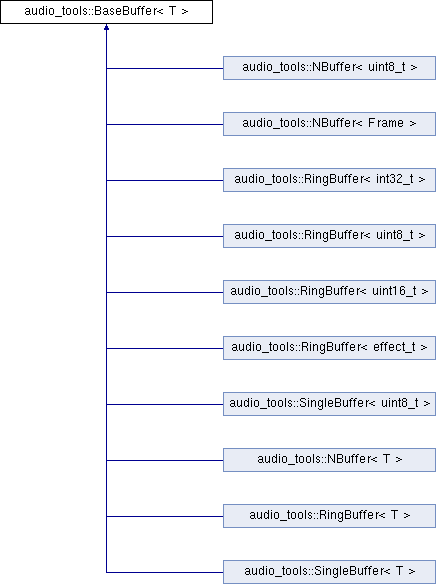 audio_tools::BaseBuffer< T >
audio_tools::NBuffer< uint8_t >
audio_tools::NBuffer< Frame >
audio_tools::RingBuffer< int32_t >
audio_tools::RingBuffer< uint8_t >
audio_tools::RingBuffer< uint16_t >
audio_tools::RingBuffer< effect_t >
audio_tools::SingleBuffer< uint8_t >
audio_tools::NBuffer< T >
audio_tools::RingBuffer< T >
audio_tools::SingleBuffer< T >